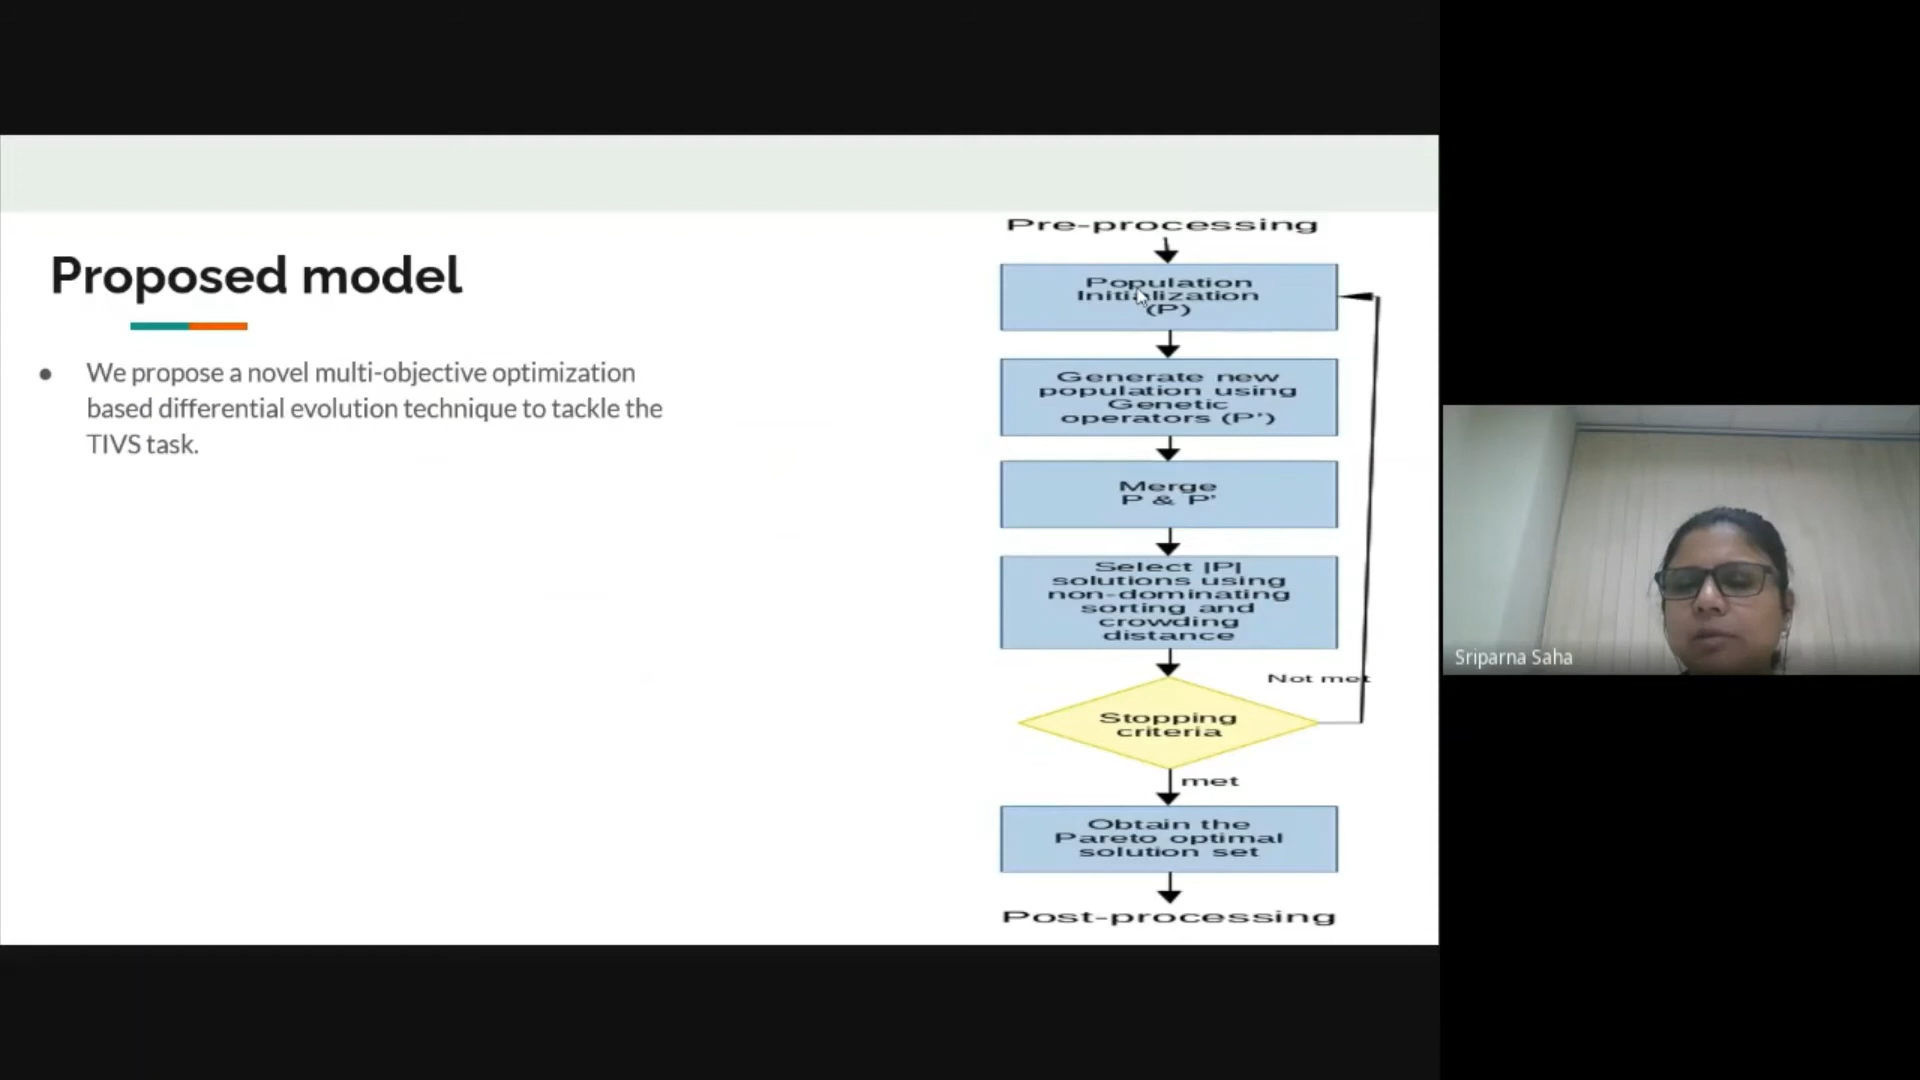 Proposed model
● We propose a novel multi-objective optimization
based differential evolution technique to tackle the
TIVS task.
Pre-processing
Population
Initialization
(P)
Generate new
population using
Genetic
operators (P')
Merge
P & P'
Select |P|
solutions using
non-dominating
sorting and
crowding
distance
Not met
Stopping
criteria
met
Obtain the
Pareto optimal
solution set
Post-processing
Sriparna Saha